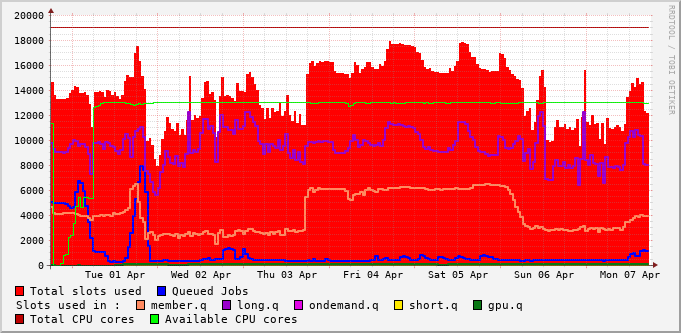 20000
18000
16000
14000
12000
10000
8000
6000
4000
2000
0
Tue 01 Apr Wed 02 Apr Thu 03 Apr Fri 04 Apr Sat 05 Apr Sun 06 Apr Mon 07 Apr
Total slots used Queued Jobs
Slots used in : member.q long.q ondemand.q short.q gpu.q
Total CPU cores Available CPU cores
RRDTOOL / TOBI OETIKER